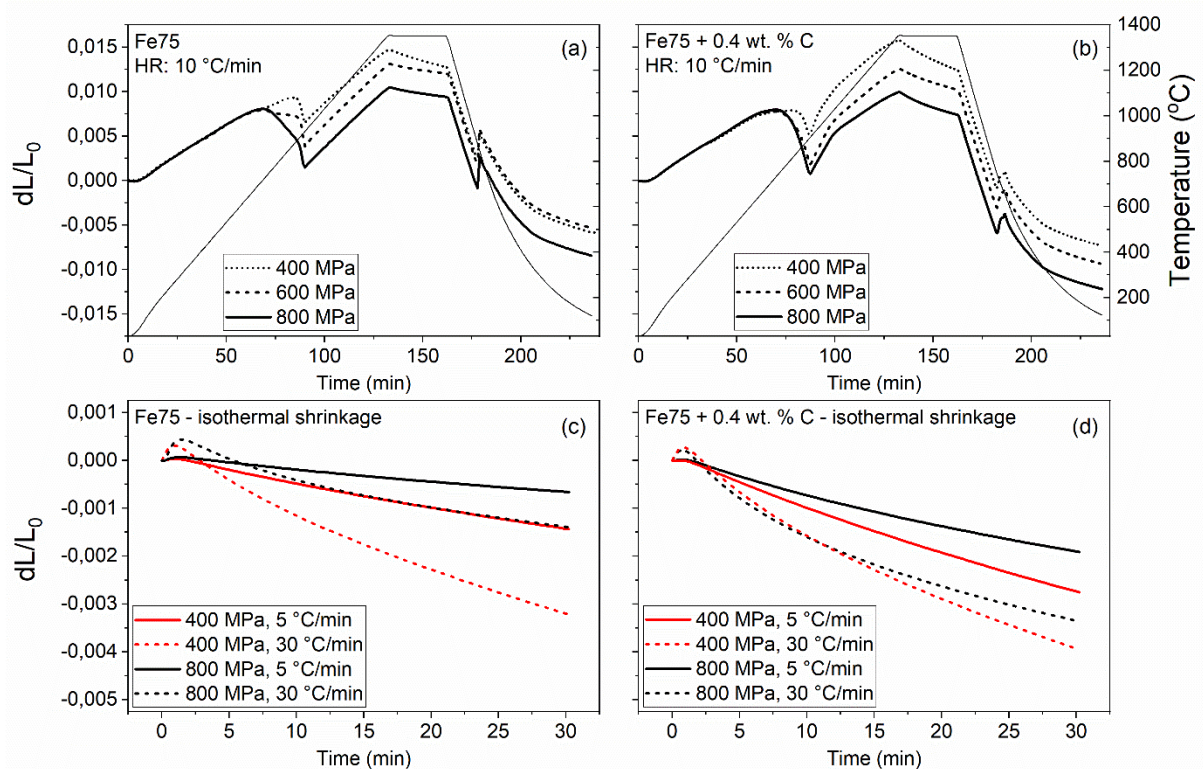 Fe75
HR: 10 °C/min
(a)
0,015
0,010
0,005
0,000
-0,005
-0,010
-0,015
dL/L0
400 MPa
600 MPa
800 MPa
0 50 100 150 200
Time (min)
Fe75 + 0.4 wt. % C
HR: 10 °C/min
(b)
1400
1200
1000
800
600
400
200
Temperature (°C)
400 MPa
600 MPa
800 MPa
0 50 100 150 200
Time (min)
Fe75 - isothermal shrinkage
(c)
0,001
0,000
-0,001
-0,002
-0,003
-0,004
-0,005
dL/L0
400 MPa, 5 °C/min
400 MPa, 30 °C/min
800 MPa, 5 °C/min
800 MPa, 30 °C/min
0 5 10 15 20 25 30
Time (min)
Fe75 + 0.4 wt. % C - isothermal shrinkage
(d)
400 MPa, 5 °C/min
400 MPa, 30 °C/min
800 MPa, 5 °C/min
800 MPa, 30 °C/min
0 5 10 15 20 25 30
Time (min)